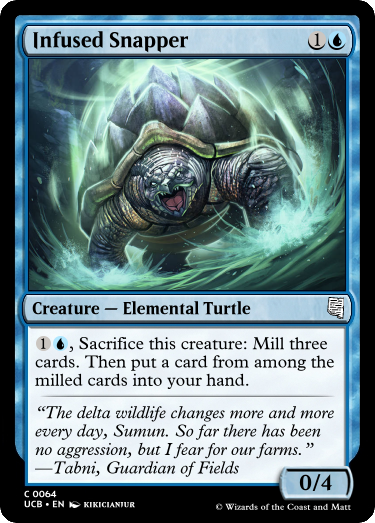 Infused Snapper 1
Creature — Elemental Turtle
1 , Sacrifice this creature: Mill three
cards. Then put a card from among the
milled cards into your hand.
“The delta wildlife changes more and more
every day, Sumun. So far there has been
no aggression, but I fear for our farms.”
—Tabni, Guardian of Fields
0/4
C 0064
UCB • EN KIKICIANJUR
© Wizards of the Coast and Matt